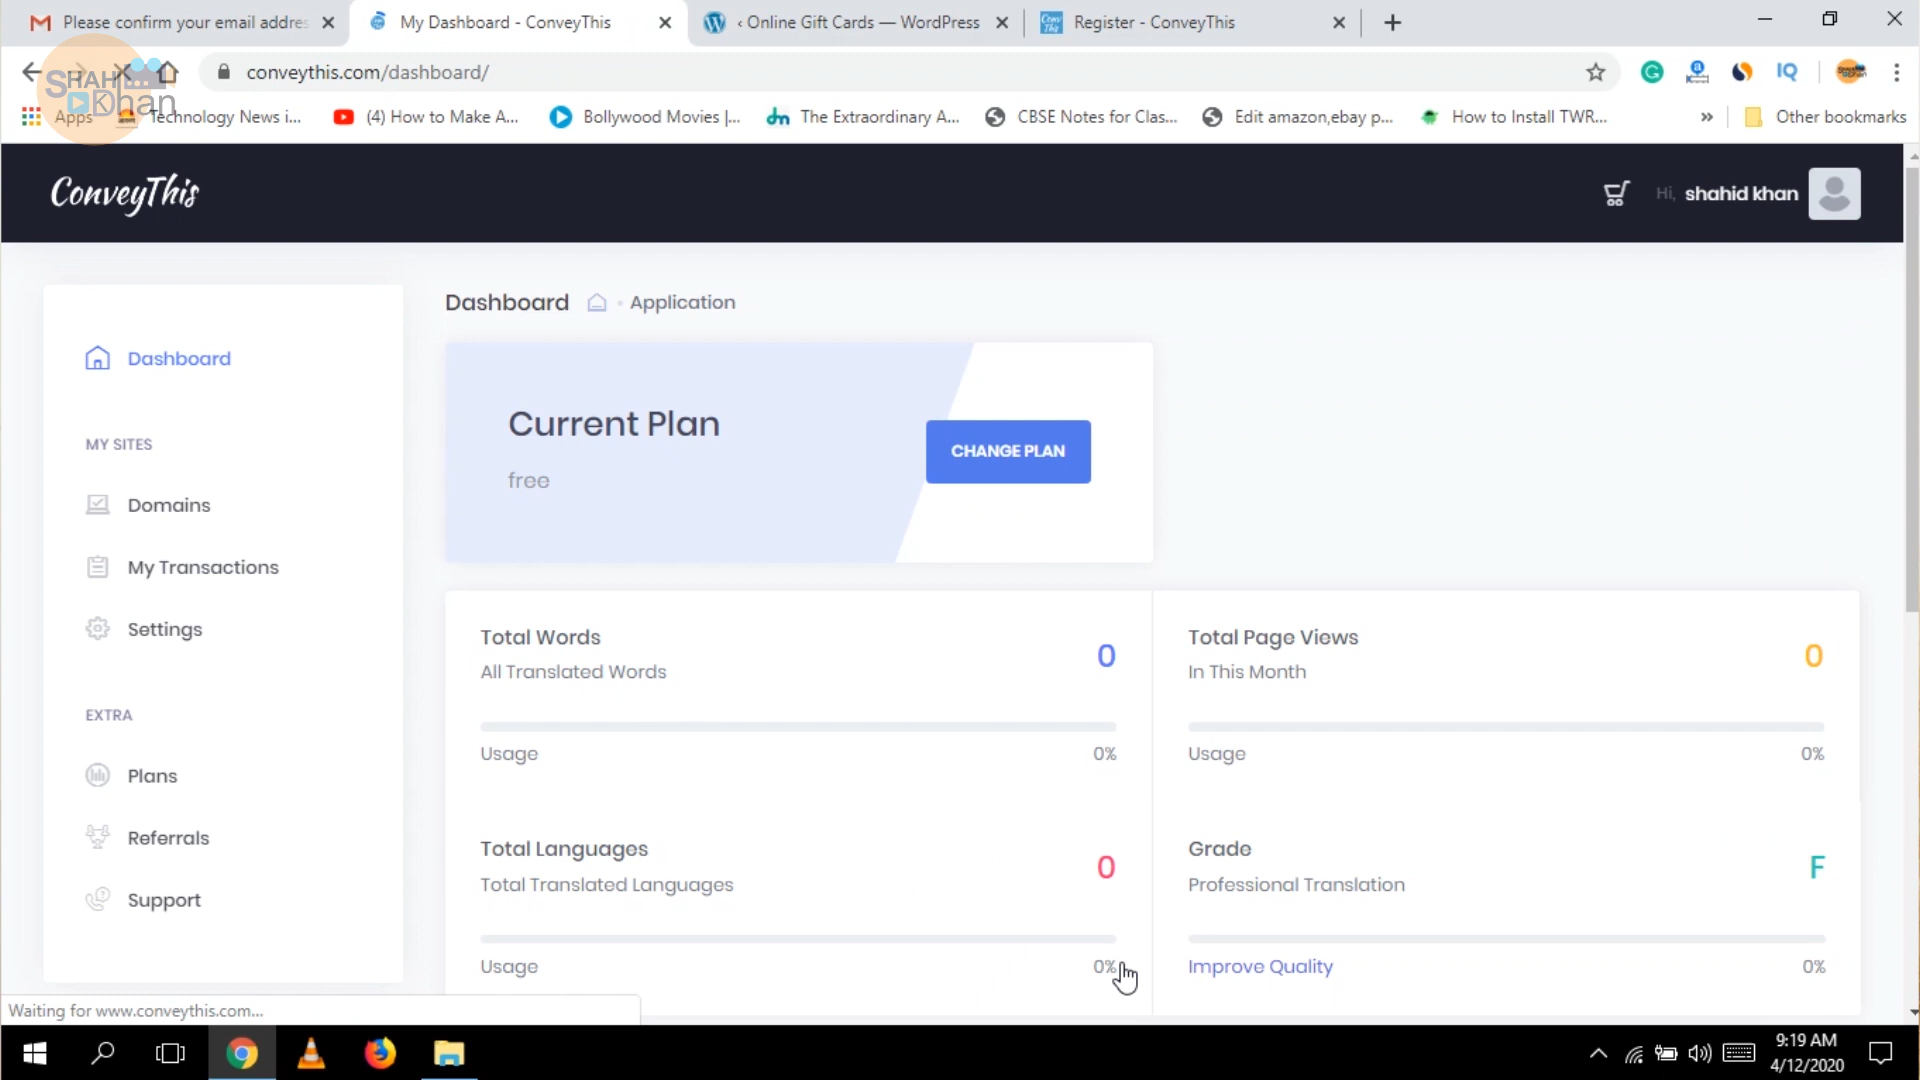 Please confirm your email addres
My Dashboard - ConveyThis
‹ Online Gift Cards — WordPress
Register - ConveyThis
conveythis.com/dashboard/
IQ
SHAHID
Khan
Apps
Technology News i...
(4) How to Make A...
Bollywood Movies |...
The Extraordinary A...
CBSE Notes for Clas...
Edit amazon,ebay p...
How to Install TWR...
»
Other bookmarks
ConveyThis
Hi, shahid khan
Dashboard
Application
Dashboard
MY SITES
Domains
My Transactions
Settings
EXTRA
Plans
Referrals
Support
Current Plan
free
CHANGE PLAN
Total Words
All Translated Words
0
Usage
0%
Total Page Views
In This Month
0
Usage
0%
Total Languages
Total Translated Languages
0
Usage
0%
Grade
Professional Translation
F
Improve Quality
0%
Waiting for www.conveythis.com...
9:19 AM
4/12/2020